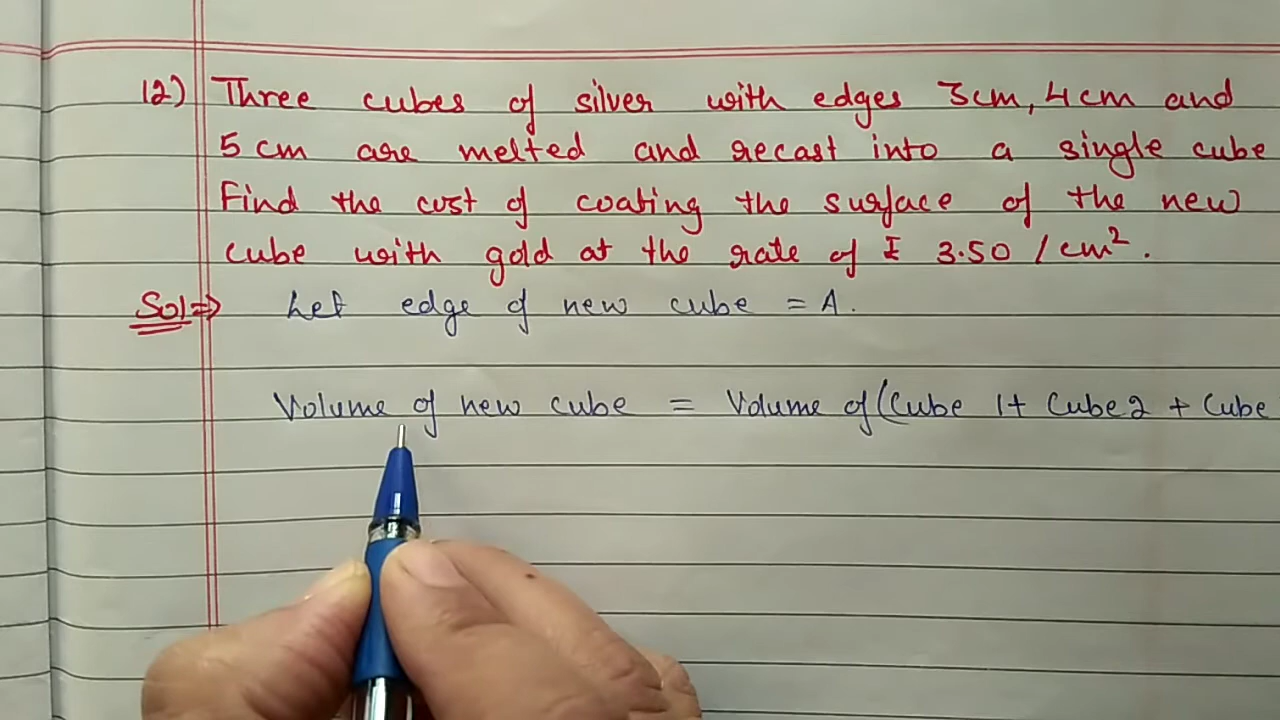 12) Three cubes of silver with edges 3cm, 4cm and
5cm are melted and recast into a single cube
Find the cost of coating the surface of the new
cube with gold at the rate of ₹ 3.50 / cm².
Sol⇒ Let edge of new cube = A.
Volume of new cube = Volume of (Cube 1 + Cube 2 + Cube